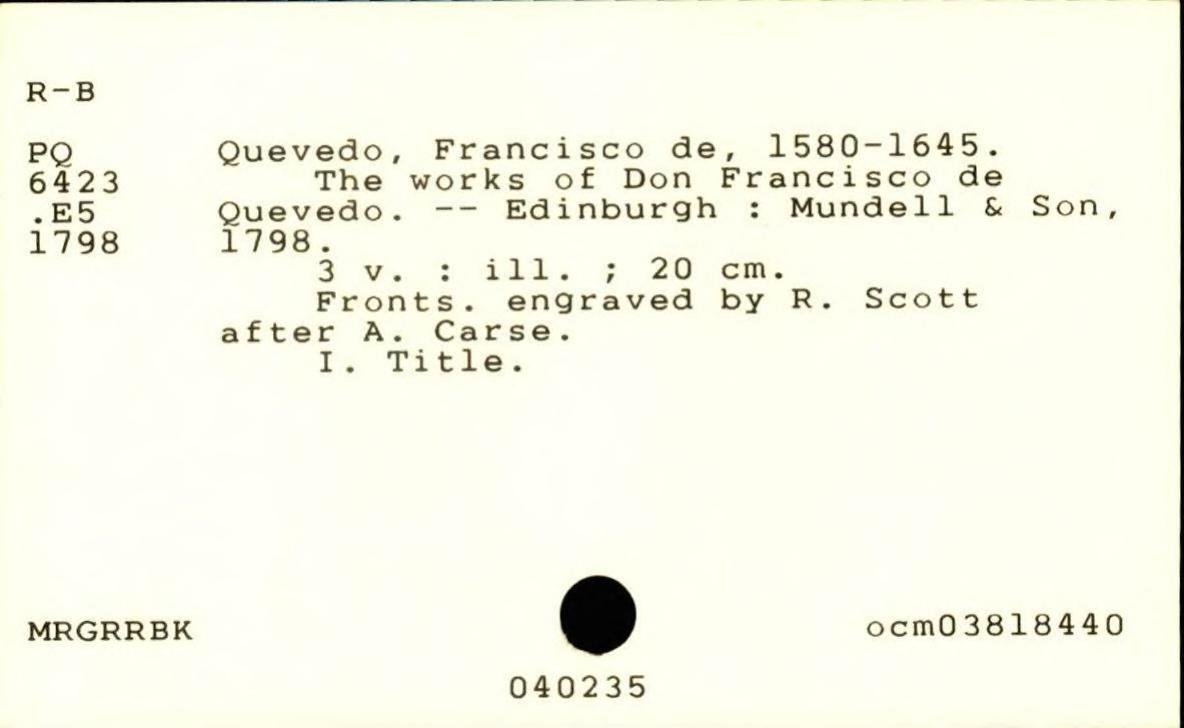 R-B
PQ Quevedo, Francisco de, 1580-1645.
6423 The works of Don Francisco de
.E5 Quevedo. -- Edinburgh : Mundell & Son,
1798 1798.
3 v. : ill. ; 20 cm.
Fronts. engraved by R. Scott
after A. Carse.
I. Title.
MRGRRBK ocm03818440
040235